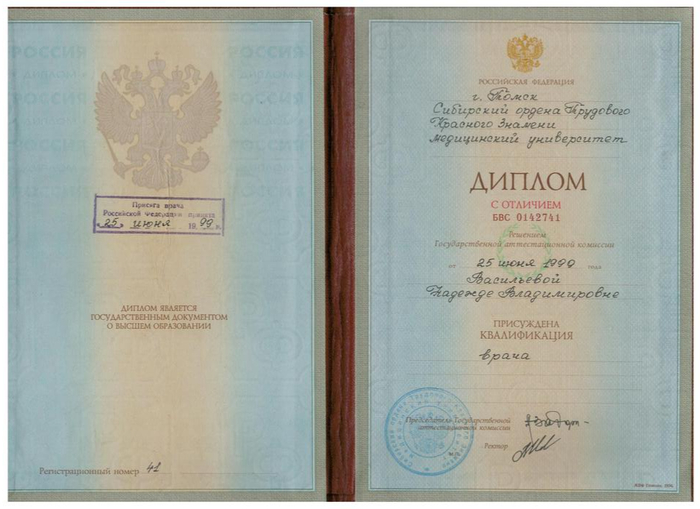 РОССИЯ
Присяга врача
Российской Федерации принята
«25» июня 1999 г.
ДИПЛОМ ЯВЛЯЕТСЯ
ГОСУДАРСТВЕННЫМ ДОКУМЕНТОМ
О ВЫСШЕМ ОБРАЗОВАНИИ
Регистрационный номер 41
РОССИЙСКАЯ ФЕДЕРАЦИЯ
г. Томск
Сибирский ордена Трудового
Красного Знамени
медицинский университет
ДИПЛОМ
С ОТЛИЧИЕМ
БВС 0142741
Решением
Государственной аттестационной комиссии
от 25 июня 1999 года
Васильевой
Надежде Владимировне
ПРИСУЖДЕНА
КВАЛИФИКАЦИЯ
врача
Председатель Государственной
аттестационной комиссии
Ректор